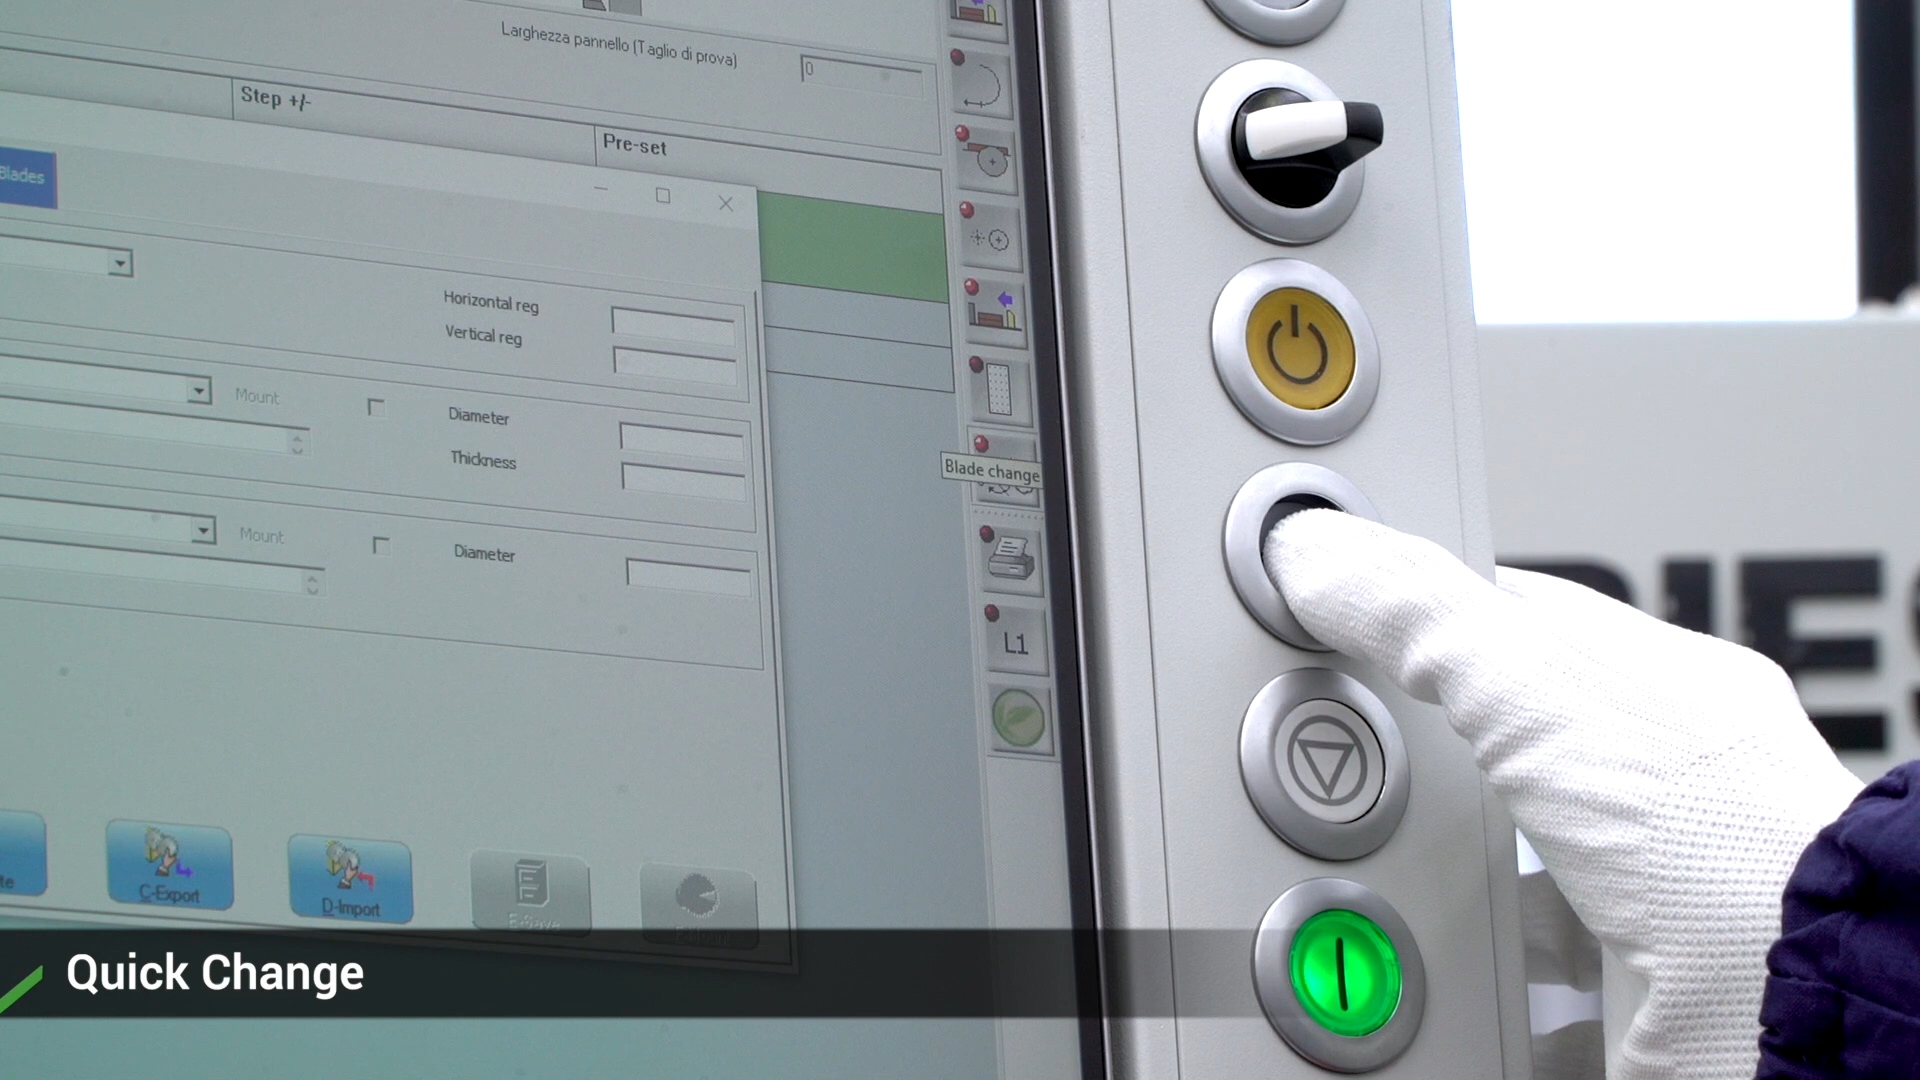 Larghezza pannello (Taglio di prova)
0
Step +/-
Pre-set
Blades
Horizontal reg
Vertical reg
Mount
Diameter
Thickness
Blade change
Mount
Diameter
L1
C-Export
D-Import
E-Save
Quick Change